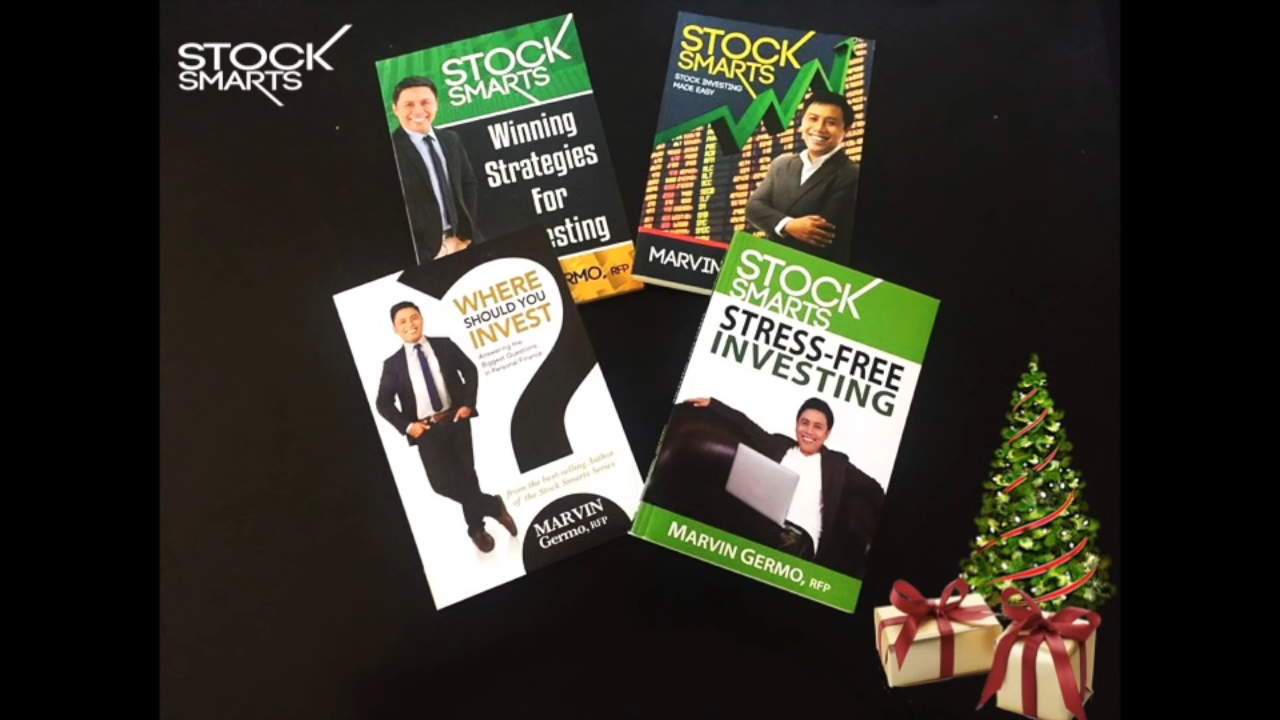 STOCK
SMARTS
STOCK
SMARTS
Winning
Strategies
For
esting
RMO, RFP
STOCK
SMARTS
STOCK INVESTING
MADE EASY
MARVIN
WHERE
SHOULD YOU
INVEST
Answering the
Biggest Questions
in Personal Finance
from the best-selling Author
of the Stock Smarts Series
MARVIN
Germo, RFP
STOCK
SMARTS
STRESS-FREE
INVESTING
MARVIN GERMO, RFP